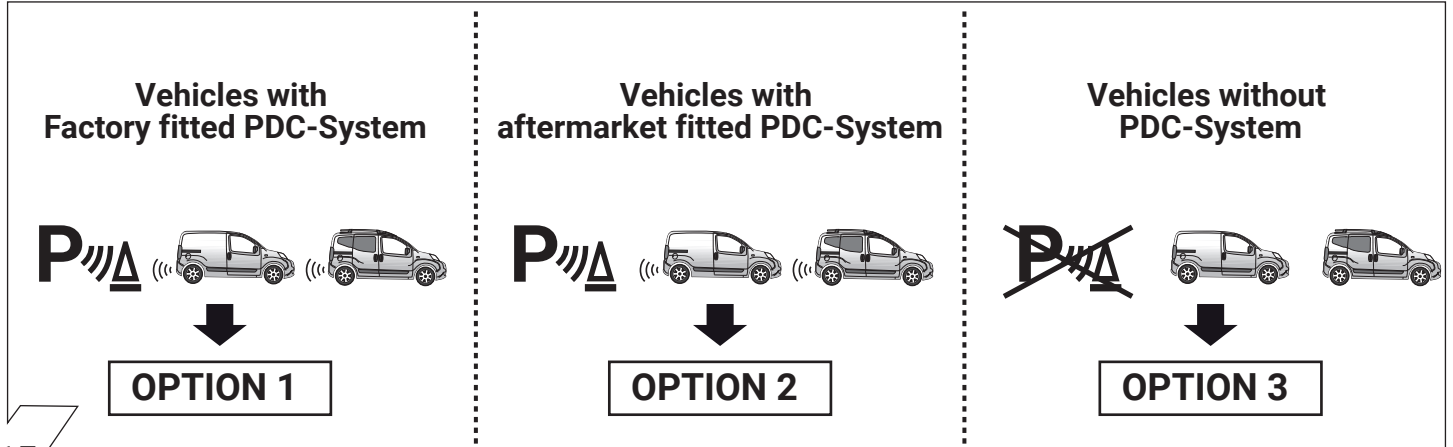 Vehicles with
Factory fitted PDC-System
P
OPTION 1
Vehicles with
aftermarket fitted PDC-System
P
OPTION 2
Vehicles without
PDC-System
P
OPTION 3